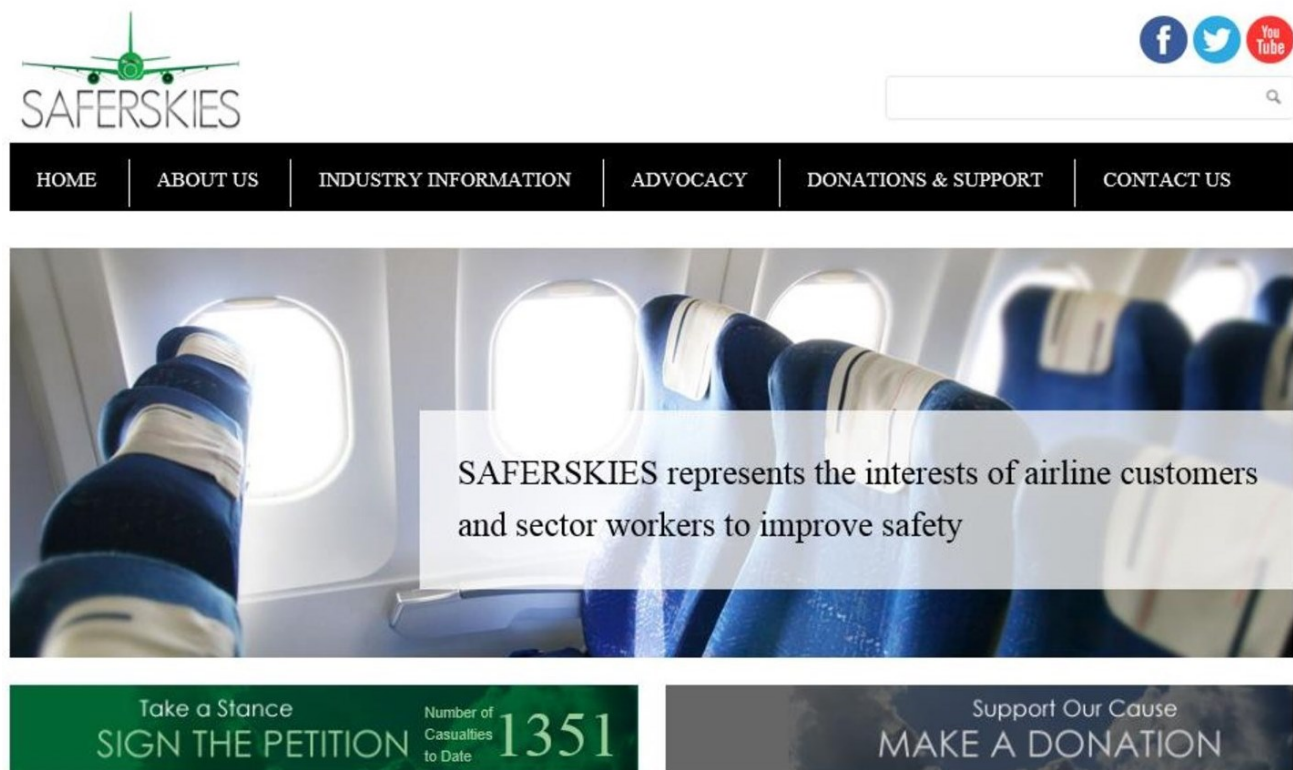 SAFERSKIES
f
You
Tube
HOME
ABOUT US
INDUSTRY INFORMATION
ADVOCACY
DONATIONS & SUPPORT
CONTACT US
SAFERSKIES represents the interests of airline customers
and sector workers to improve safety
Take a Stance
SIGN THE PETITION
Number of
Casualties
to Date
1351
Support Our Cause
MAKE A DONATION